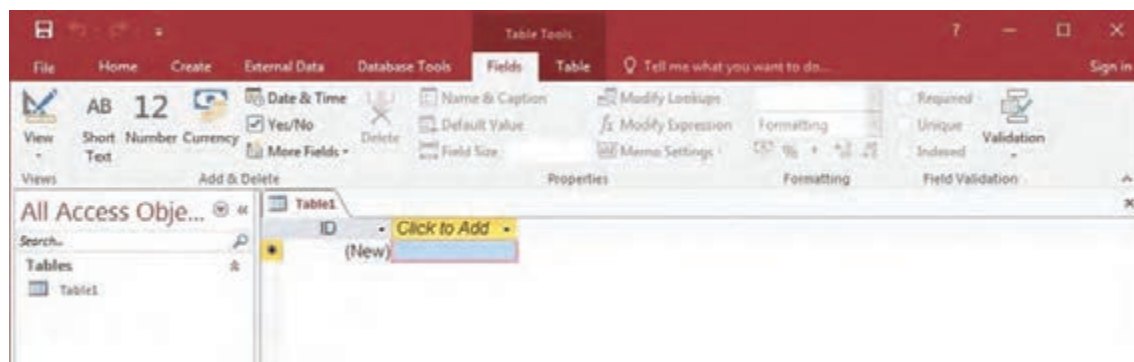 Table Tools
?
File Home Create External Data Database Tools Fields Table Tell me what you want to do... Sign in
AB 12 Date & Time Name & Caption Modify Lookups Required
Yes/No Default Value fx Modify Expression Formatting Unique
View Short Text Number Currency More Fields Delete Field Size Memo Settings % Indexed Validation
Views Add & Delete Properties Formatting Field Validation
All Access Obje... « Table1
Search...
ID Click to Add
(New)
Tables
Table1